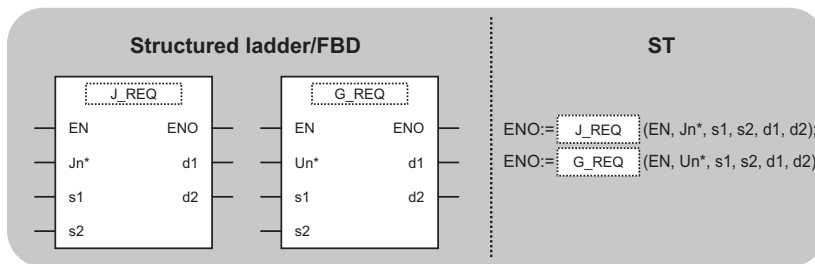 Structured ladder/FBD
ST
J_REQ
EN ENO
Jn* d1
s1 d2
s2
G_REQ
EN ENO
Un* d1
s1 d2
s2
ENO:= J_REQ (EN, Jn*, s1, s2, d1, d2);
ENO:= G_REQ (EN, Un*, s1, s2, d1, d2)